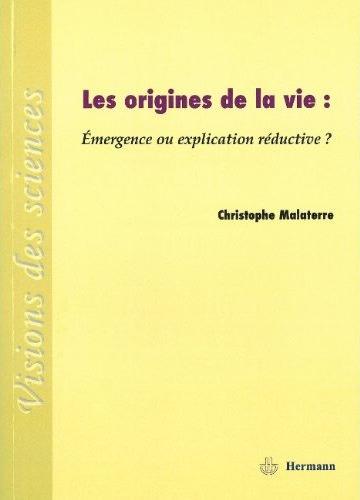 Les origines de la vie :
Émergence ou explication réductive ?
Christophe Malaterre
Visions des sciences
Hermann